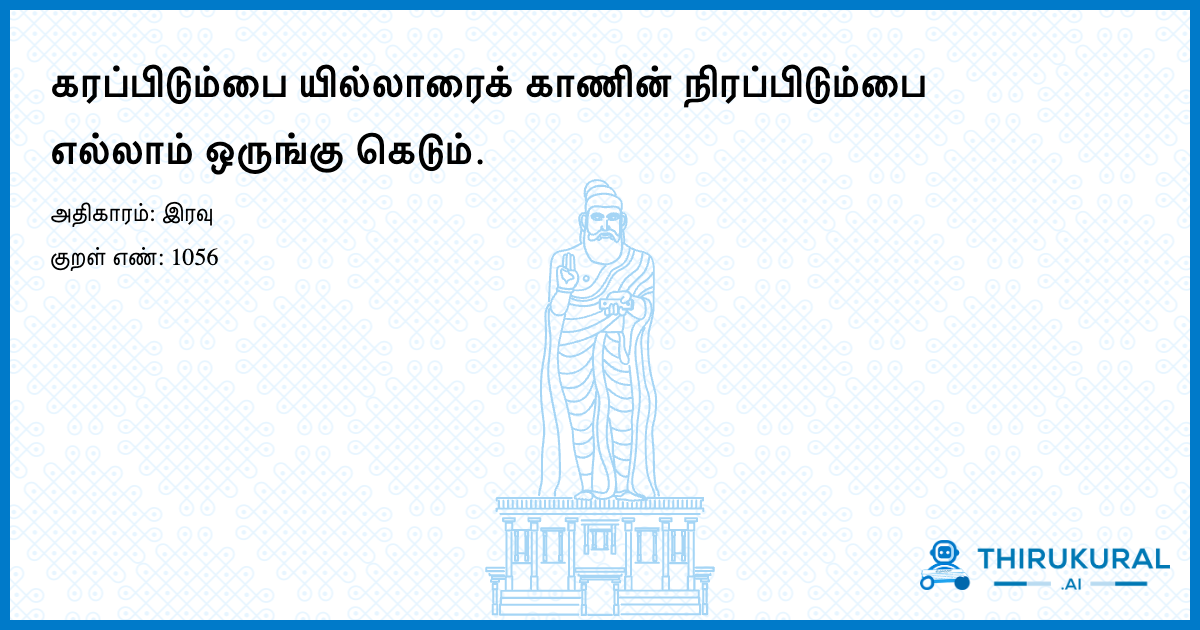 கரப்பிடும்பை யில்லாரைக் காணின் நிரப்பிடும்பை
எல்லாம் ஒருங்கு கெடும்.
அதிகாரம்: இரவு
குறள் எண்: 1056
THIRUKURAL
.AI